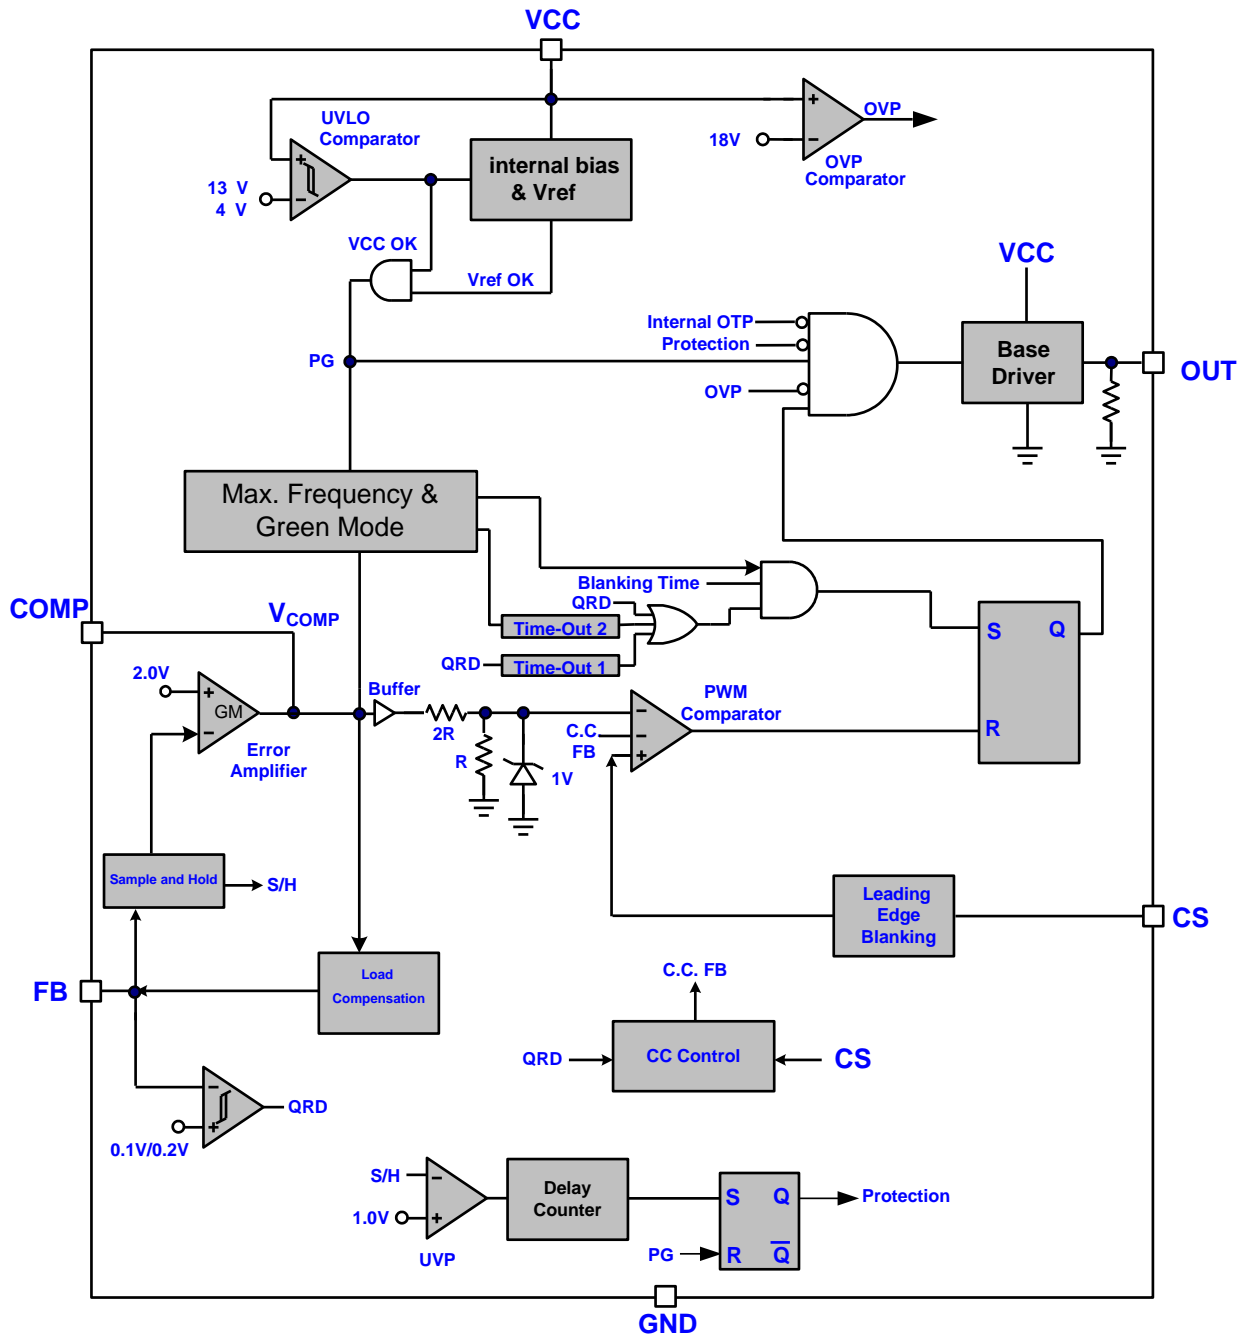 VCC
UVLO
Comparator
+
−
13 V
4 V
internal bias
& Vref
+
−
18V
OVP
OVP
Comparator
VCC OK
Vref OK
PG
Internal OTP
Protection
OVP
VCC
Base
Driver
OUT
Max. Frequency &
Green Mode
Blanking Time
QRD
Time-Out 2
QRD
Time-Out 1
S Q
R
COMP
VCOMP
2.0V
+
GM
−
Error
Amplifier
Buffer
2R
R
1V
C.C
FB
−
−
+
PWM
Comparator
Sample and Hold
S/H
Leading
Edge
Blanking
CS
FB
Load
Compensation
C.C. FB
QRD
CC Control
CS
−
+
QRD
0.1V/0.2V
S/H
1.0V
−
+
UVP
Delay
Counter
S Q
R Q
PG
Protection
GND